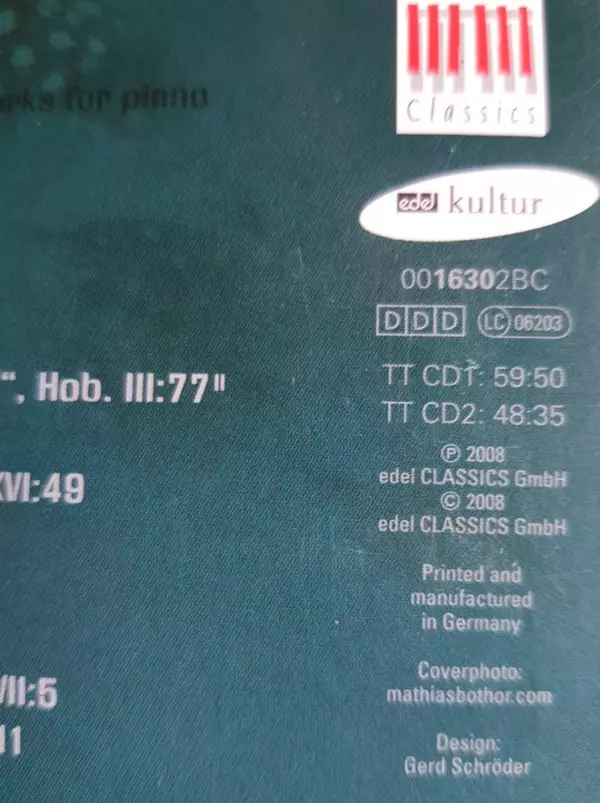 for piano
Classics
edel kultur
0016302BC
DDD LC 06203
TT CD1: 59:50
TT CD2: 48:35
“, Hob. III:77"
℗ 2008
edel CLASSICS GmbH
© 2008
edel CLASSICS GmbH
XVI:49
Printed and
manufactured
in Germany
Coverphoto:
mathiasbothor.com
/II:5
11
Design:
Gerd Schröder